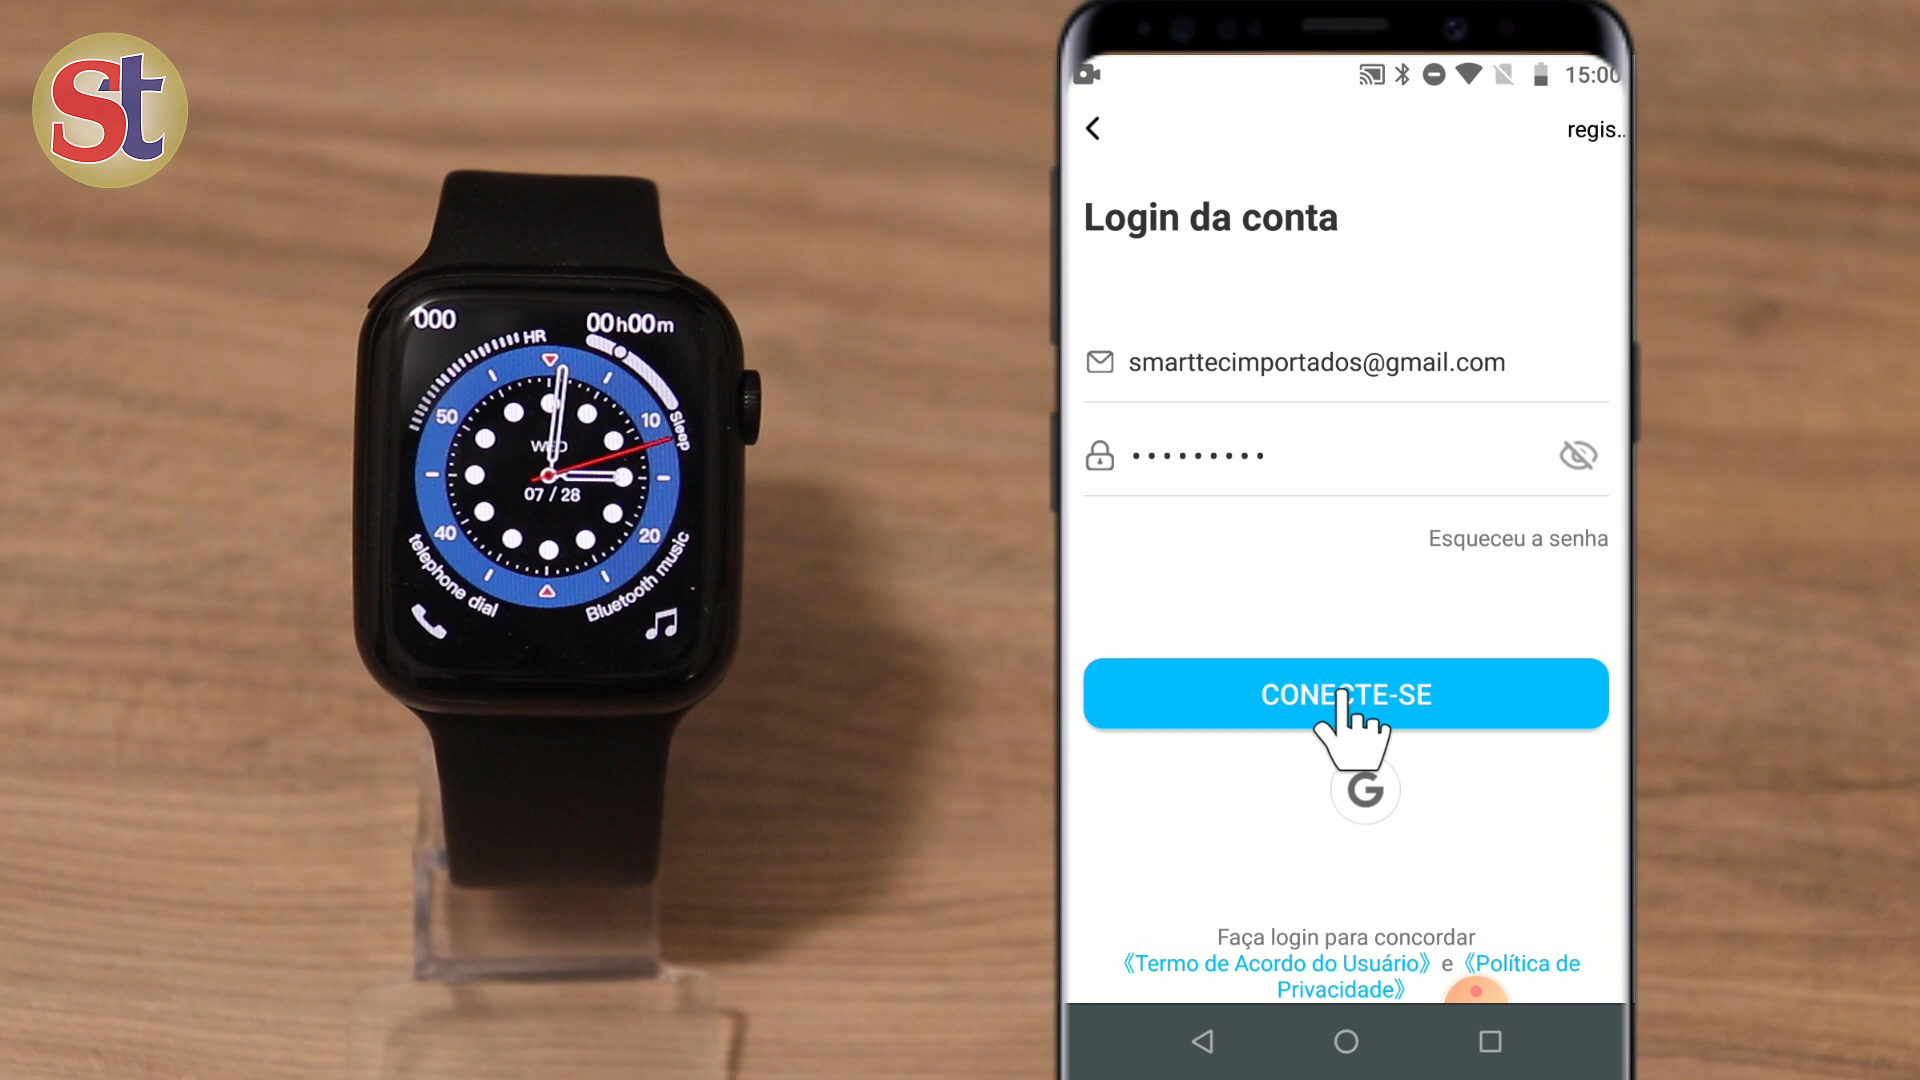 St
000
00h00m
HR
50
10
Sleep
WED
07 / 28
40
20
telephone dial
Bluetooth music
15:00
regis..
Login da conta
smarttecimportados@gmail.com
•••••••••
Esqueceu a senha
CONECTE-SE
G
Faça login para concordar
《Termo de Acordo do Usuário》 e 《Política de
Privacidade》